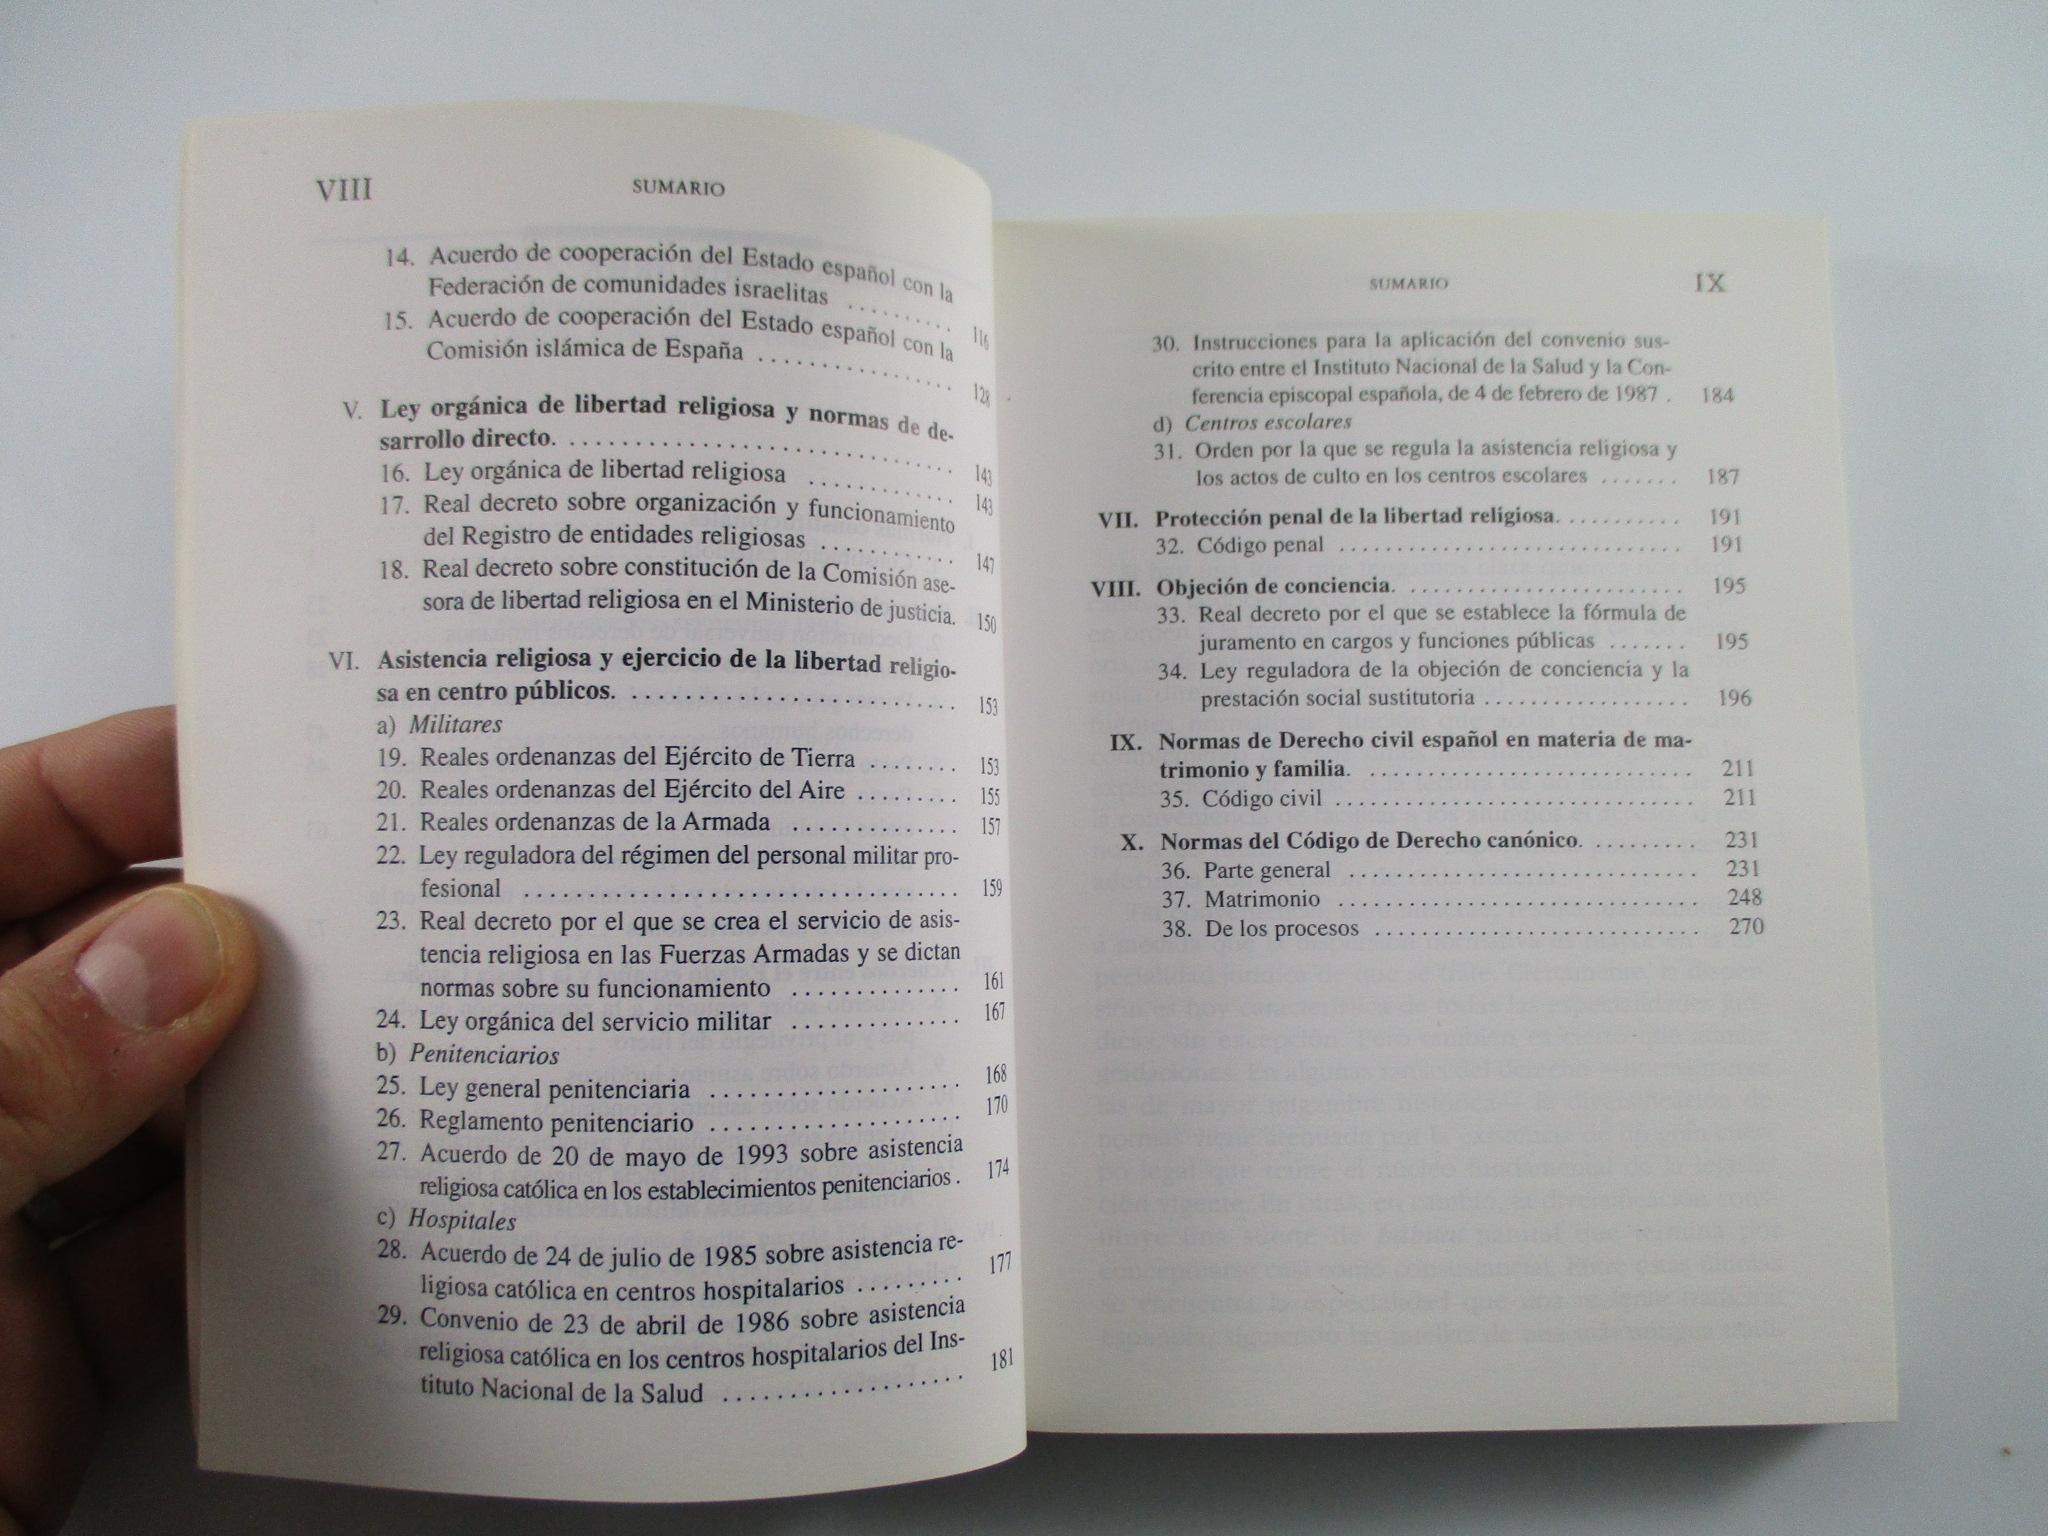 VIII SUMARIO
14. Acuerdo de cooperación del Estado español con la
Federación de comunidades israelitas .......... 116
15. Acuerdo de cooperación del Estado español con la
Comisión islámica de España ................ 128
V. Ley orgánica de libertad religiosa y normas de de-
sarrollo directo. .............................. 143
16. Ley orgánica de libertad religiosa ............ 143
17. Real decreto sobre organización y funcionamiento
del Registro de entidades religiosas ........... 147
18. Real decreto sobre constitución de la Comisión ase-
sora de libertad religiosa en el Ministerio de justicia. 150
VI. Asistencia religiosa y ejercicio de la libertad religio-
sa en centro públicos. ......................... 153
a) Militares
19. Reales ordenanzas del Ejército de Tierra ........ 153
20. Reales ordenanzas del Ejército del Aire ......... 155
21. Reales ordenanzas de la Armada .............. 157
22. Ley reguladora del régimen del personal militar pro-
fesional ................................... 159
23. Real decreto por el que se crea el servicio de asis-
tencia religiosa en las Fuerzas Armadas y se dictan
normas sobre su funcionamiento .............. 161
24. Ley orgánica del servicio militar .............. 167
b) Penitenciarios
25. Ley general penitenciaria .................... 168
26. Reglamento penitenciario .................... 170
27. Acuerdo de 20 de mayo de 1993 sobre asistencia
religiosa católica en los establecimientos penitenciarios . 174
c) Hospitales
28. Acuerdo de 24 de julio de 1985 sobre asistencia re-
ligiosa católica en centros hospitalarios ......... 177
29. Convenio de 23 de abril de 1986 sobre asistencia
religiosa católica en los centros hospitalarios del Ins-
tituto Nacional de la Salud ................... 181
SUMARIO IX
30. Instrucciones para la aplicación del convenio sus-
crito entre el Instituto Nacional de la Salud y la Con-
ferencia episcopal española, de 4 de febrero de 1987 . 184
d) Centros escolares
31. Orden por la que se regula la asistencia religiosa y
los actos de culto en los centros escolares ....... 187
VII. Protección penal de la libertad religiosa. ........... 191
32. Código penal ............................... 191
VIII. Objeción de conciencia. ........................ 195
33. Real decreto por el que se establece la fórmula de
juramento en cargos y funciones públicas ....... 195
34. Ley reguladora de la objeción de conciencia y la
prestación social sustitutoria .................. 196
IX. Normas de Derecho civil español en materia de ma-
trimonio y familia. ............................ 211
35. Código civil ................................ 211
X. Normas del Código de Derecho canónico. ......... 231
36. Parte general ............................... 231
37. Matrimonio ................................ 248
38. De los procesos ............................. 270